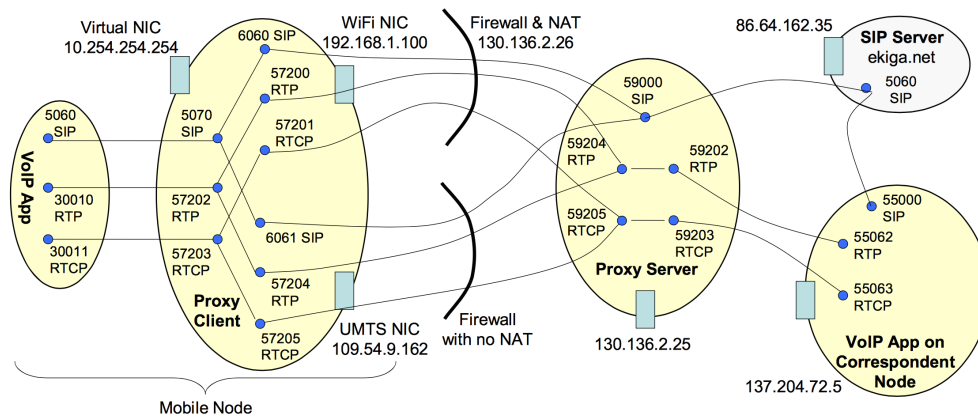 Virtual NIC
10.254.254.254
6060 SIP
WiFi NIC
192.168.1.100
Firewall & NAT
130.136.2.26
86.64.162.35
SIP Server
ekiga.net
5060
SIP
57200
RTP
57201
RTCP
59000
SIP
5060
SIP
5070
SIP
VoIP App
59204
RTP
59202
RTP
30010
RTP
57202
RTP
55000
SIP
59205
RTCP
59203
RTCP
6061 SIP
30011
RTCP
57203
RTCP
55062
RTP
Proxy Server
57204
RTP
55063
RTCP
Proxy
Client
57205
RTCP
UMTS NIC
109.54.9.162
Firewall
with no NAT
130.136.2.25
VoIP App on
Correspondent
Node
137.204.72.5
Mobile Node